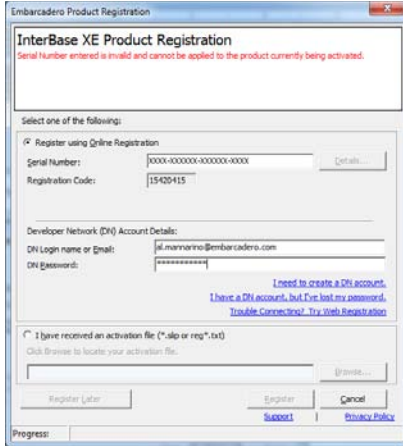 Embarcadero Product Registration
InterBase XE Product Registration
Serial Number entered is invalid and cannot be applied to the product currently being activated.
Select one of the following:
Register using Online Registration
Serial Number: XXXX-XXXXXX-XXXXXX-XXXX Details...
Registration Code: 15420415
Developer Network (DN) Account Details:
DN Login name or Email: al.mannarino@embarcadero.com
DN Password: ***********
I need to create a DN account.
I have a DN account, but I've lost my password.
Trouble Connecting? Try Web Registration
I have received an activation file (*.slip or reg*.txt)
Click Browse to locate your activation file.
Browse...
Register Later Register Cancel
Support | Privacy Policy
Progress: